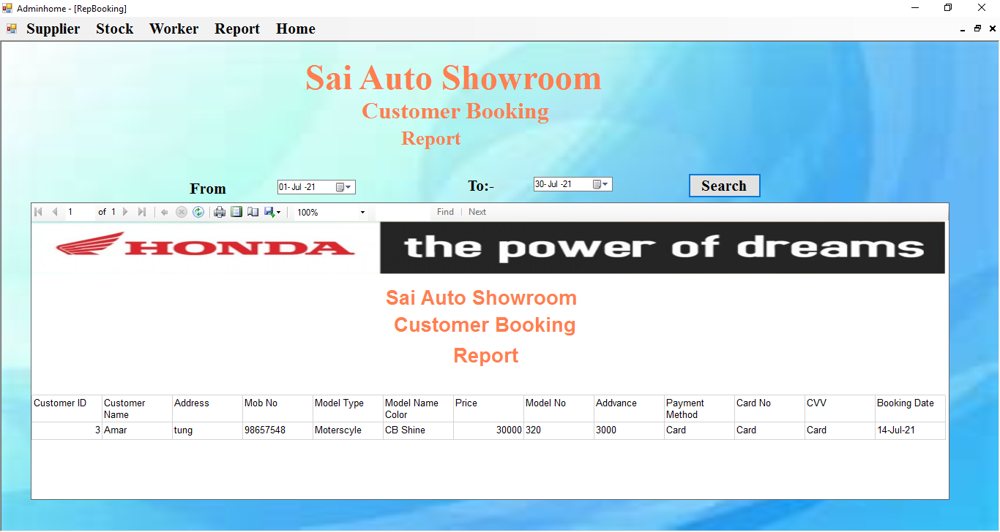 Adminhome - [RepBooking]
Supplier Stock Worker Report Home
Sai Auto Showroom
Customer Booking
Report
From 01-Jul -21 To:- 30-Jul -21 Search
1 of 1 100% Find | Next
HONDA the power of dreams
Sai Auto Showroom
Customer Booking
Report
Customer ID Customer Name Address Mob No Model Type Model Name Color Price Model No Addvance Payment Method Card No CVV Booking Date
3 Amar tung 98657548 Moterscyle CB Shine 30000 320 3000 Card Card Card 14-Jul-21